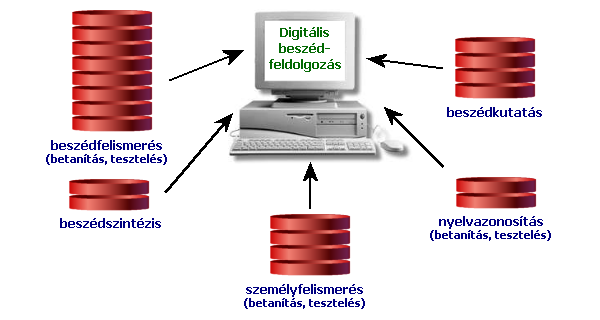 Digitális
beszéd-
feldolgozás
beszédfelismerés
(betanítás, tesztelés)
beszédkutatás
beszédszintézis
nyelvazonosítás
(betanítás, tesztelés)
személyfelismerés
(betanítás, tesztelés)